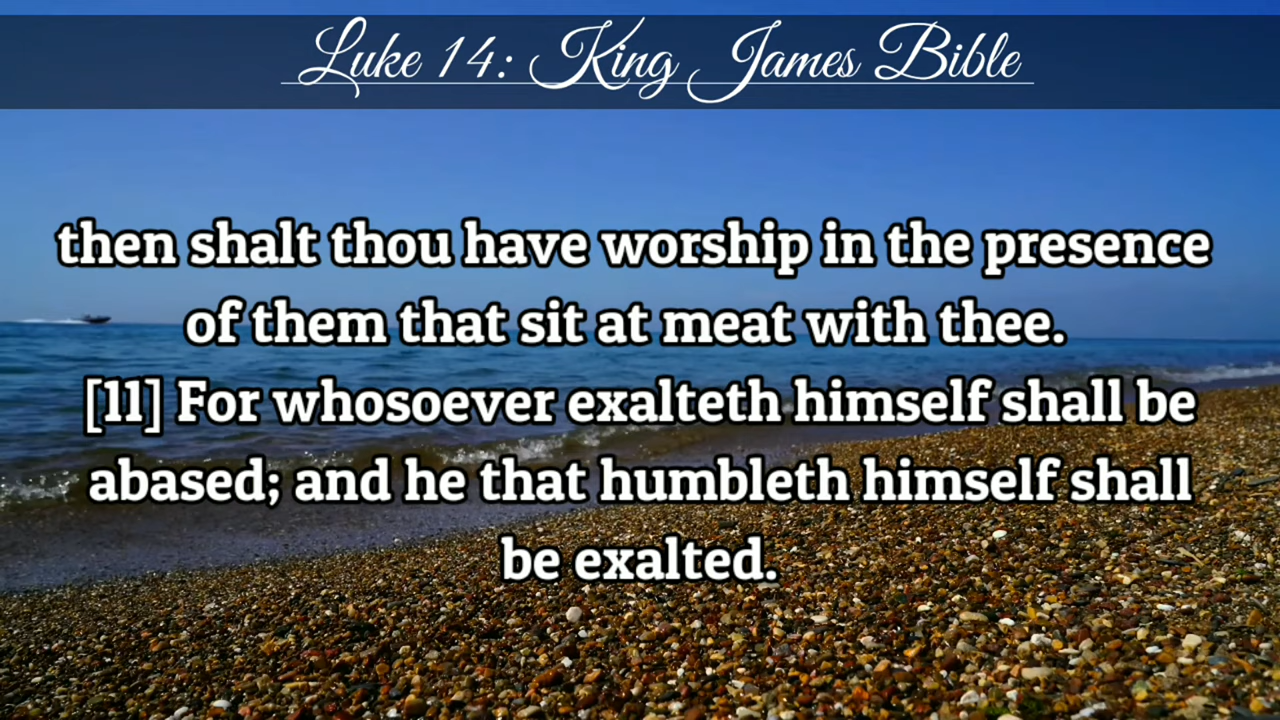 Luke 14: King James Bible
then shalt thou have worship in the presence
of them that sit at meat with thee.
[11] For whosoever exalteth himself shall be
abased; and he that humbleth himself shall
be exalted.